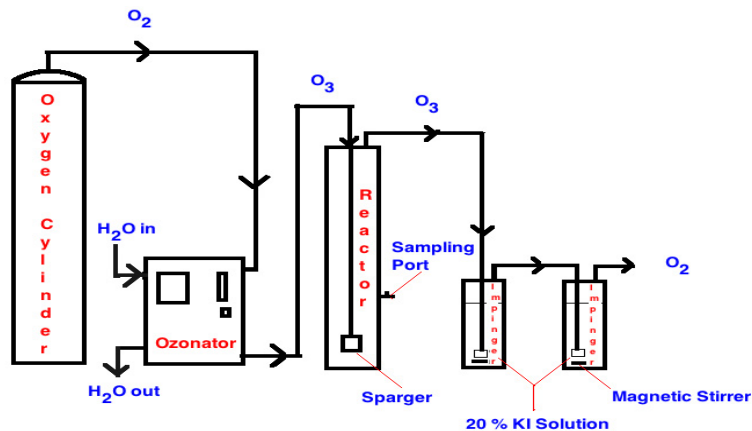 O2
Oxygen Cylinder
H2O in
H2O out
Ozonator
O3
Reactor
O3
Sampling
Port
Sparger
Impinger
Impinger
O2
Magnetic Stirrer
20 % KI Solution